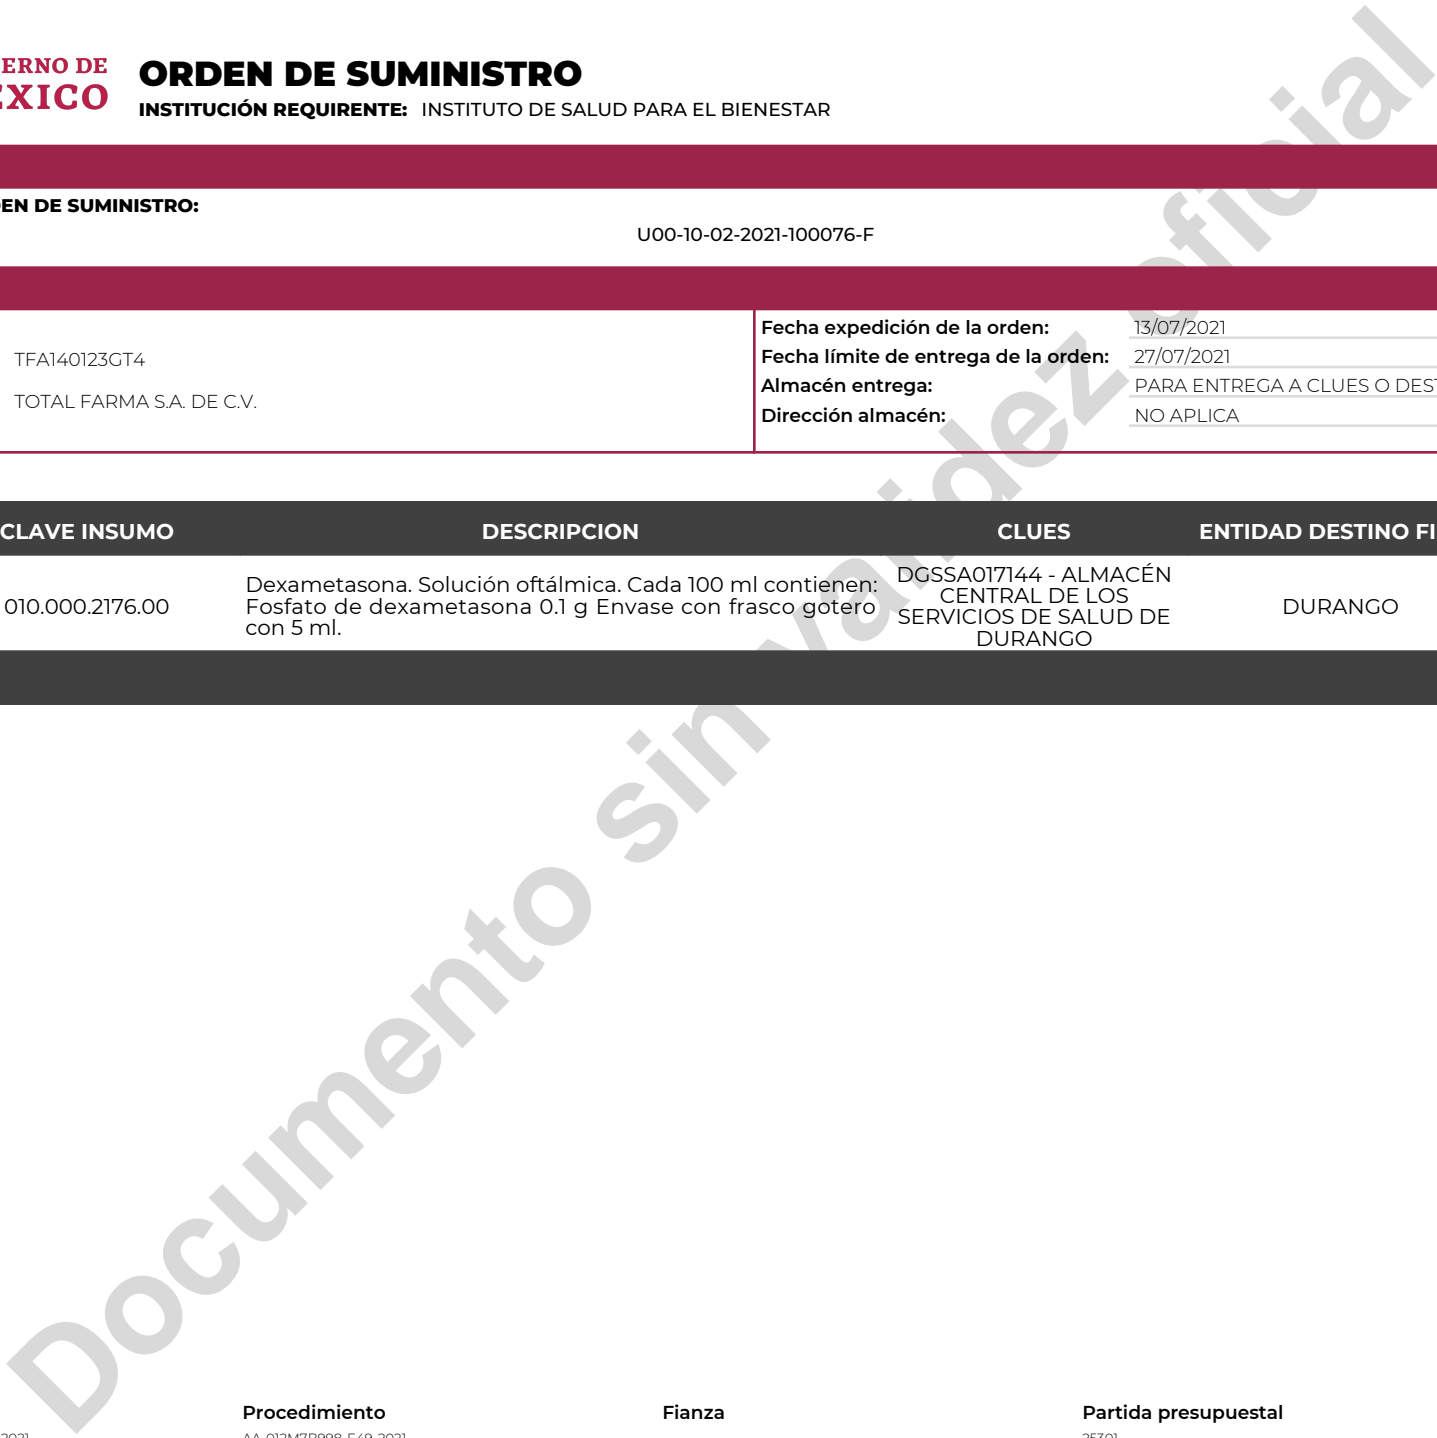 ERNO DE
EXICO
ORDEN DE SUMINISTRO
INSTITUCIÓN REQUIRENTE: INSTITUTO DE SALUD PARA EL BIENESTAR
EN DE SUMINISTRO:
U00-10-02-2021-100076-F
TFA140123GT4
TOTAL FARMA S.A. DE C.V.
Fecha expedición de la orden: 13/07/2021
Fecha límite de entrega de la orden: 27/07/2021
Almacén entrega: PARA ENTREGA A CLUES O DEST
Dirección almacén: NO APLICA
CLAVE INSUMO DESCRIPCION CLUES ENTIDAD DESTINO FI
010.000.2176.00
Dexametasona. Solución oftálmica. Cada 100 ml contienen:
Fosfato de dexametasona 0.1 g Envase con frasco gotero
con 5 ml.
DGSSA017144 - ALMACÉN
CENTRAL DE LOS
SERVICIOS DE SALUD DE
DURANGO
DURANGO
Documento sin validez oficial
Procedimiento Fianza Partida presupuestal